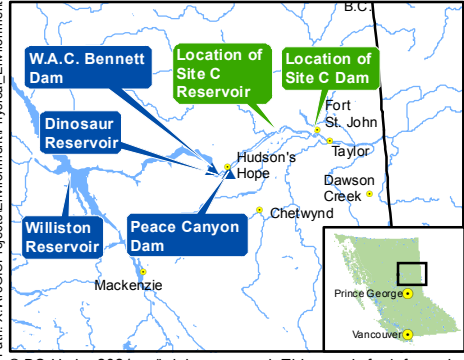 B.C.
W.A.C. Bennett
Dam
Location of
Site C
Reservoir
Location of
Site C Dam
Dinosaur
Reservoir
Fort
St. John
Taylor
Hudson's
Hope
Dawson
Creek
Chetwynd
Williston
Reservoir
Peace Canyon
Dam
Mackenzie
Prince George
Vancouver